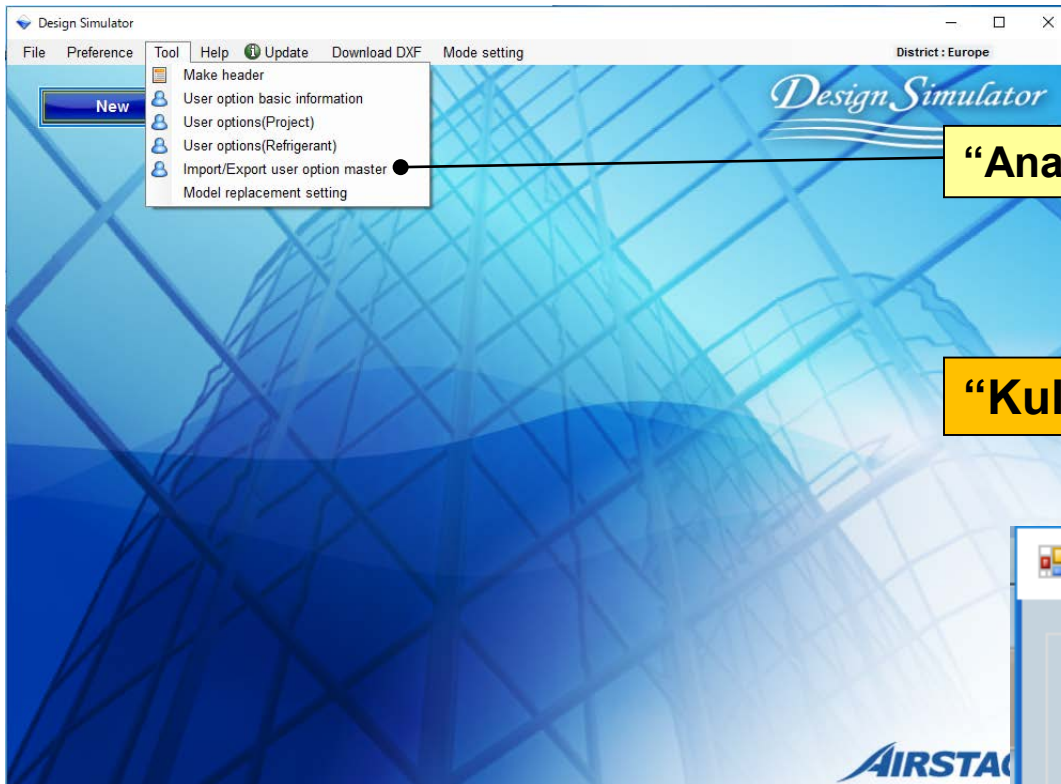 Design Simulator
File Preference Tool Help Update Download DXF Mode setting District : Europe
New
Make header
User option basic information
User options(Project)
User options(Refrigerant)
Import/Export user option master
Model replacement setting
Design Simulator
“Ana
“Kul
AIRSTAG